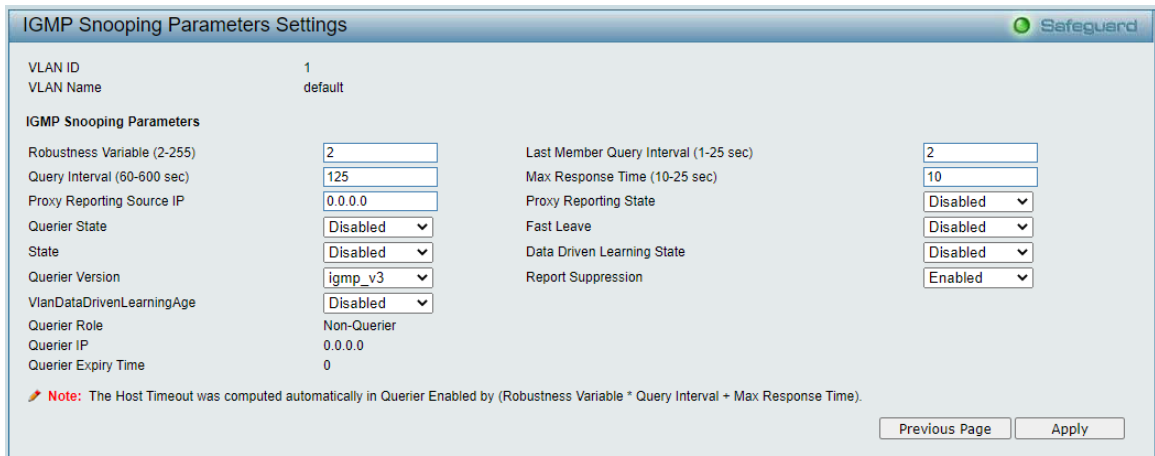 IGMP Snooping Parameters Settings Safeguard
VLAN ID 1
VLAN Name default
IGMP Snooping Parameters
Robustness Variable (2-255) 2 Last Member Query Interval (1-25 sec) 2
Query Interval (60-600 sec) 125 Max Response Time (10-25 sec) 10
Proxy Reporting Source IP 0.0.0.0 Proxy Reporting State Disabled
Querier State Disabled Fast Leave Disabled
State Disabled Data Driven Learning State Disabled
Querier Version igmp_v3 Report Suppression Enabled
VlanDataDrivenLearningAge Disabled
Querier Role Non-Querier
Querier IP 0.0.0.0
Querier Expiry Time 0
Note: The Host Timeout was computed automatically in Querier Enabled by (Robustness Variable * Query Interval + Max Response Time).
Previous Page Apply